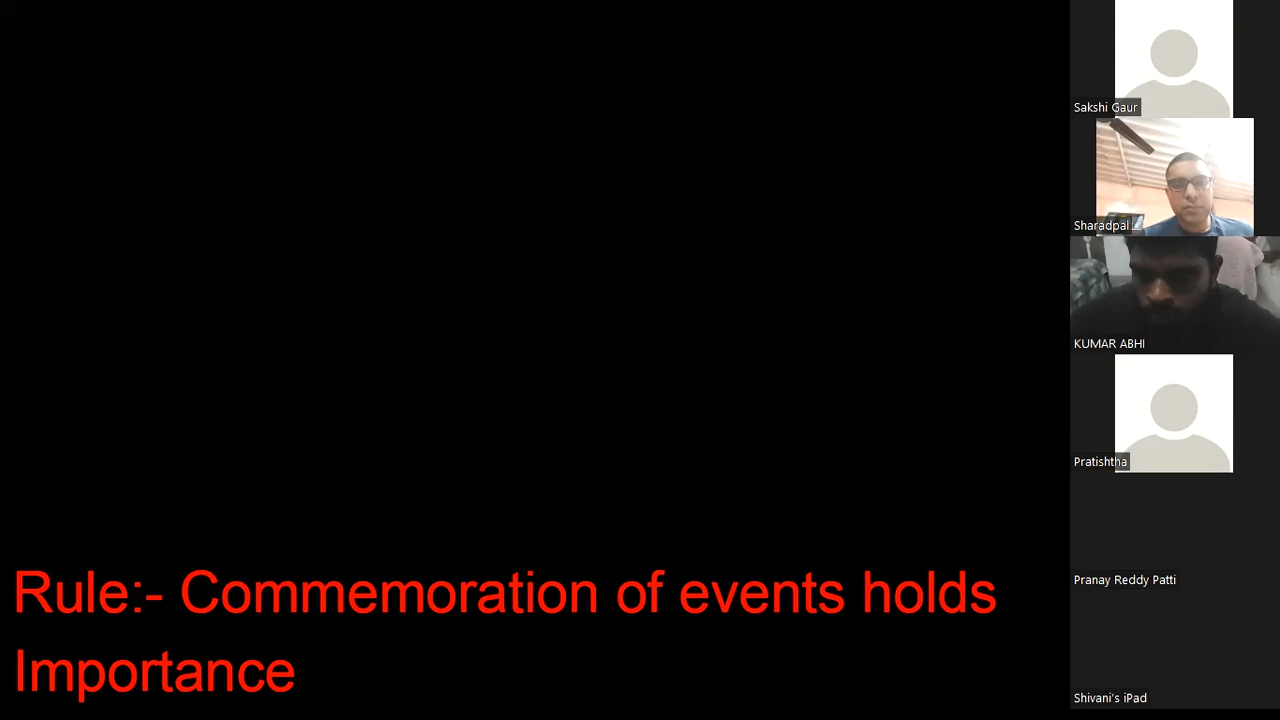 Sakshi Gaur
Sharadpal
KUMAR ABHI
Pratishtha
Pranay Reddy Patti
Shivani's iPad
Rule:- Commemoration of events holds
Importance